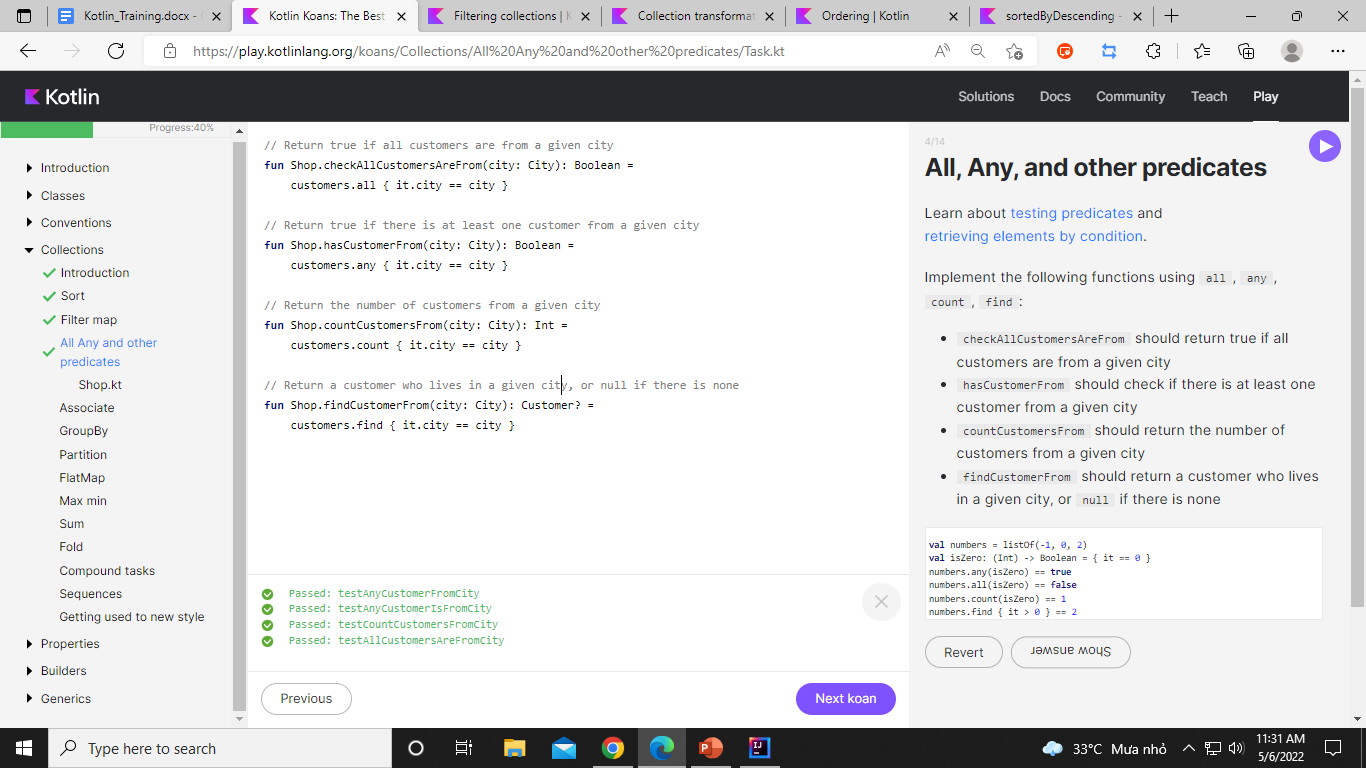 Kotlin_Training.docx -
Kotlin Koans: The Best
Filtering collections |
Collection transformat
Ordering | Kotlin
sortedByDescending -
https://play.kotlinlang.org/koans/Collections/All%20Any%20and%20other%20predicates/Task.kt
Kotlin
Solutions
Docs
Community
Teach
Play
Progress:40%
Introduction
Classes
Conventions
Collections
Introduction
Sort
Filter map
All Any and other
predicates
Shop.kt
Associate
GroupBy
Partition
FlatMap
Max min
Sum
Fold
Compound tasks
Sequences
Getting used to new style
Properties
Builders
Generics
// Return true if all customers are from a given city
fun Shop.checkAllCustomersAreFrom(city: City): Boolean =
customers.all { it.city == city }
// Return true if there is at least one customer from a given city
fun Shop.hasCustomerFrom(city: City): Boolean =
customers.any { it.city == city }
// Return the number of customers from a given city
fun Shop.countCustomersFrom(city: City): Int =
customers.count { it.city == city }
// Return a customer who lives in a given city, or null if there is none
fun Shop.findCustomerFrom(city: City): Customer? =
customers.find { it.city == city }
Passed: testAnyCustomerFromCity
Passed: testAnyCustomerIsFromCity
Passed: testCountCustomersFromCity
Passed: testAllCustomersAreFromCity
Previous
Next koan
4/14
All, Any, and other predicates
Learn about testing predicates and
retrieving elements by condition.
Implement the following functions using all , any ,
count , find :
checkAllCustomersAreFrom should return true if all
customers are from a given city
hasCustomerFrom should check if there is at least one
customer from a given city
countCustomersFrom should return the number of
customers from a given city
findCustomerFrom should return a customer who lives
in a given city, or null if there is none
val numbers = listOf(-1, 0, 2)
val isZero: (Int) -> Boolean = { it == 0 }
numbers.any(isZero) == true
numbers.all(isZero) == false
numbers.count(isZero) == 1
numbers.find { it > 0 } == 2
Revert
Show answer
Type here to search
33°C Mưa nhỏ
11:31 AM
5/6/2022